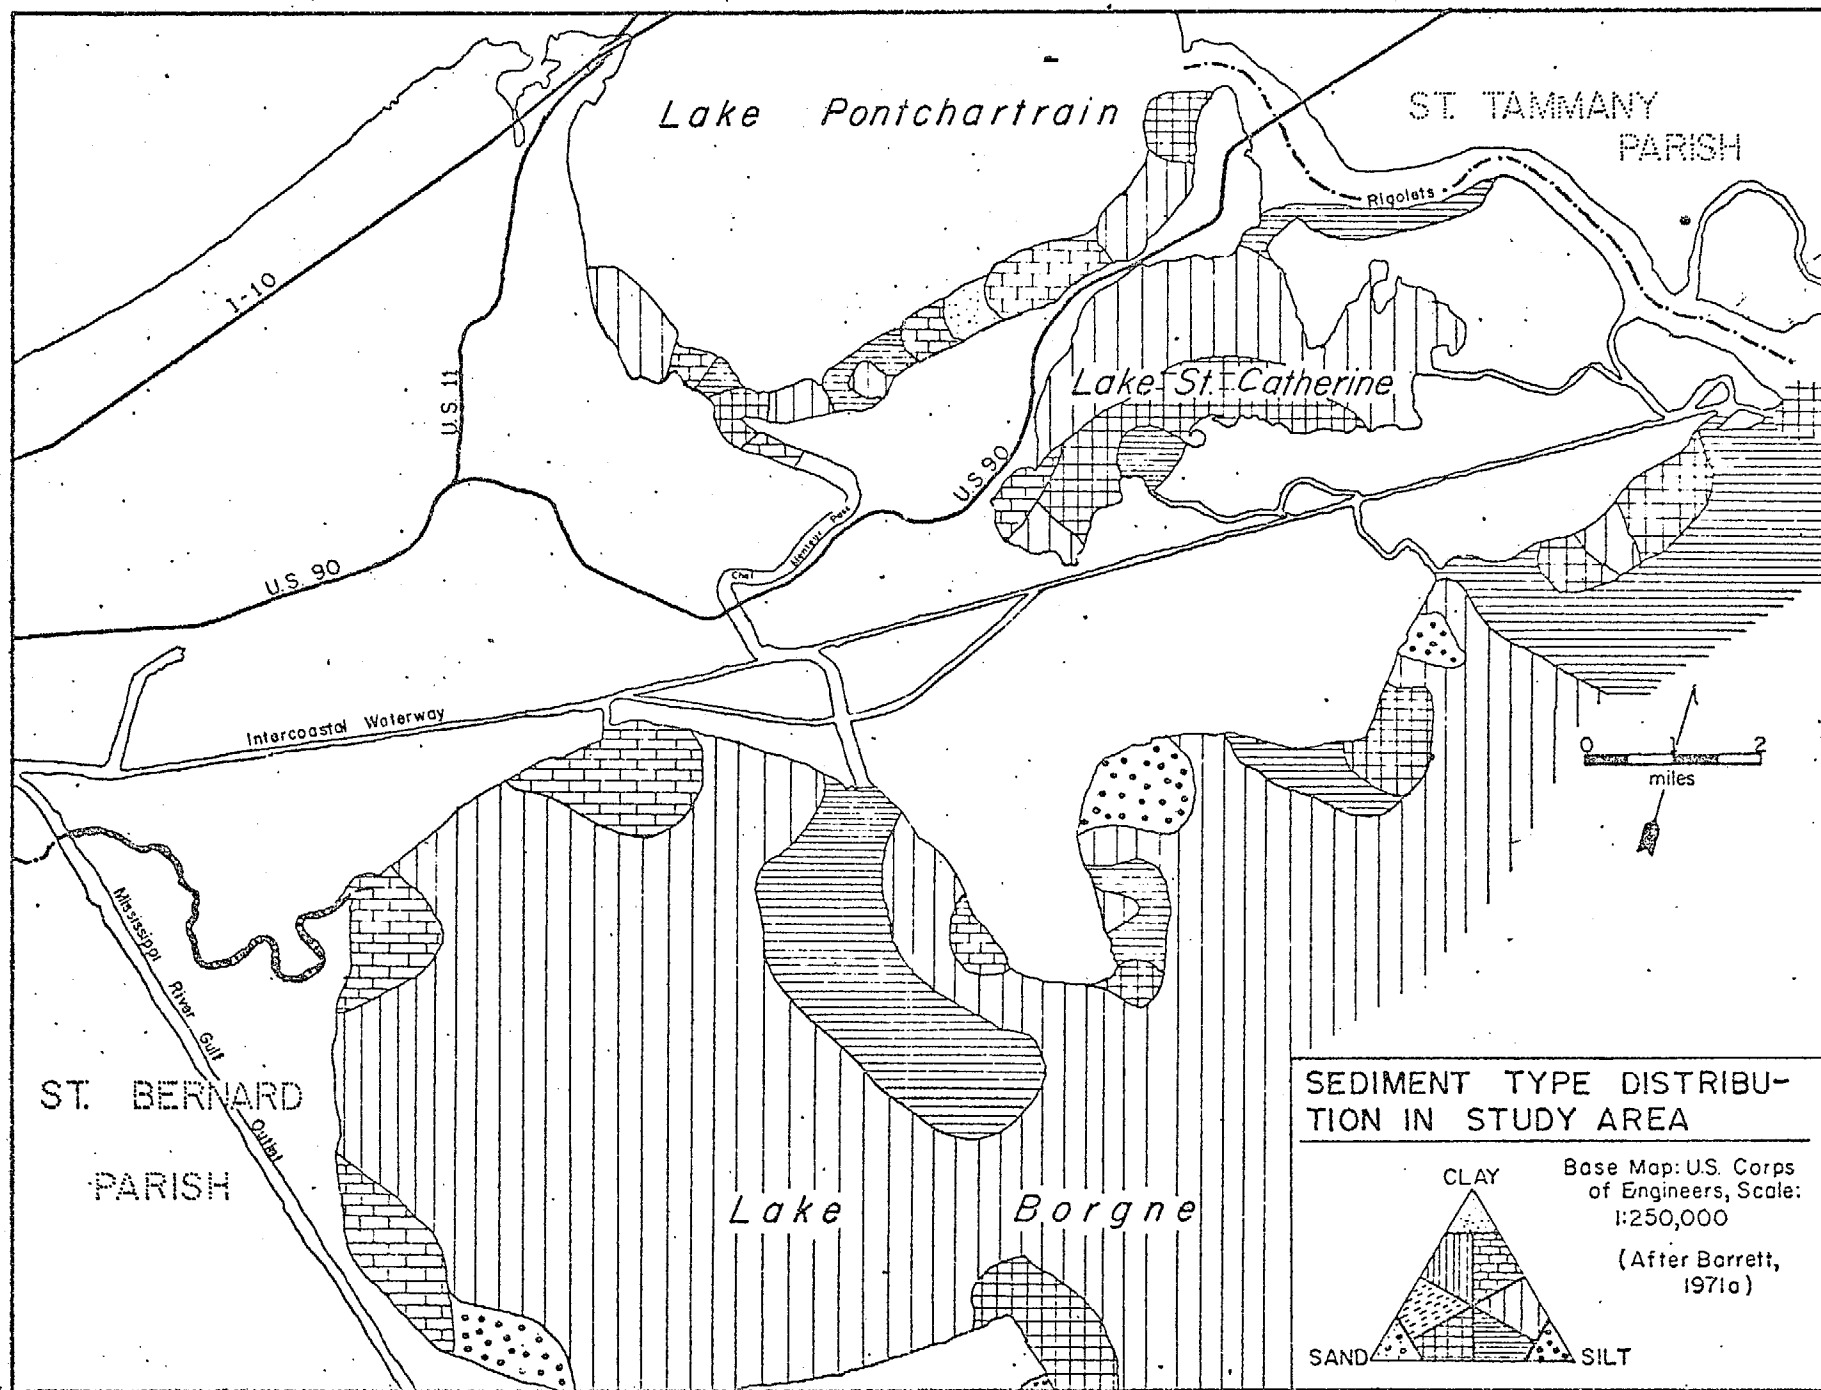 Lake Pontchartrain
ST. TAMMANY
PARISH
Rigolets
I-10
U.S. 11
Lake St. Catherine
U.S. 90
Chef Menteur Pass
U.S. 90
Intercoastal Waterway
0 1 2
miles
Mississippi River Gulf Outlet
ST. BERNARD
PARISH
Lake Borgne
SEDIMENT TYPE DISTRIBU-
TION IN STUDY AREA
CLAY
SAND
SILT
Base Map: U.S. Corps
of Engineers, Scale:
1:250,000
(After Barrett,
1971a)